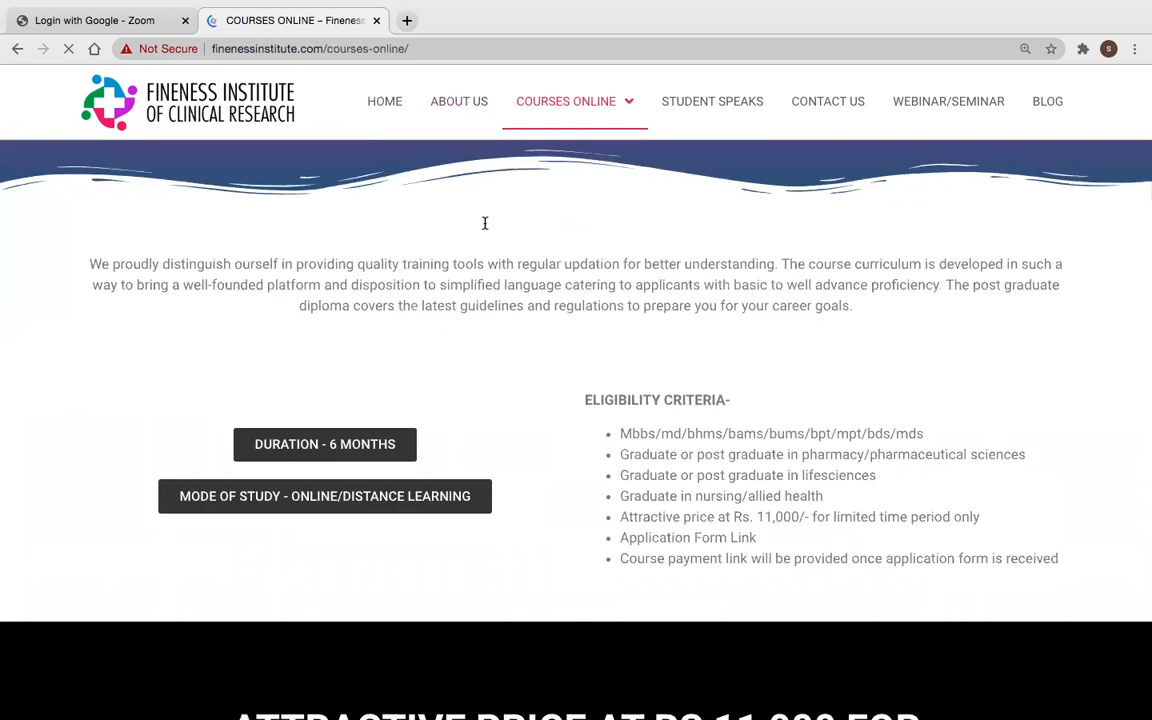 Login with Google - Zoom
COURSES ONLINE – Fineness
Not Secure finenessinstitute.com/courses-online/
S
FINENESS INSTITUTE
OF CLINICAL RESEARCH
HOME ABOUT US COURSES ONLINE STUDENT SPEAKS CONTACT US WEBINAR/SEMINAR BLOG
We proudly distinguish ourself in providing quality training tools with regular updation for better understanding. The course curriculum is developed in such a
way to bring a well-founded platform and disposition to simplified language catering to applicants with basic to well advance proficiency. The post graduate
diploma covers the latest guidelines and regulations to prepare you for your career goals.
DURATION - 6 MONTHS
MODE OF STUDY - ONLINE/DISTANCE LEARNING
ELIGIBILITY CRITERIA-
• Mbbs/md/bhms/bams/bums/bpt/mpt/bds/mds
• Graduate or post graduate in pharmacy/pharmaceutical sciences
• Graduate or post graduate in lifesciences
• Graduate in nursing/allied health
• Attractive price at Rs. 11,000/- for limited time period only
• Application Form Link
• Course payment link will be provided once application form is received
ATTRACTIVE PRICE AT RS 11,000 FOR